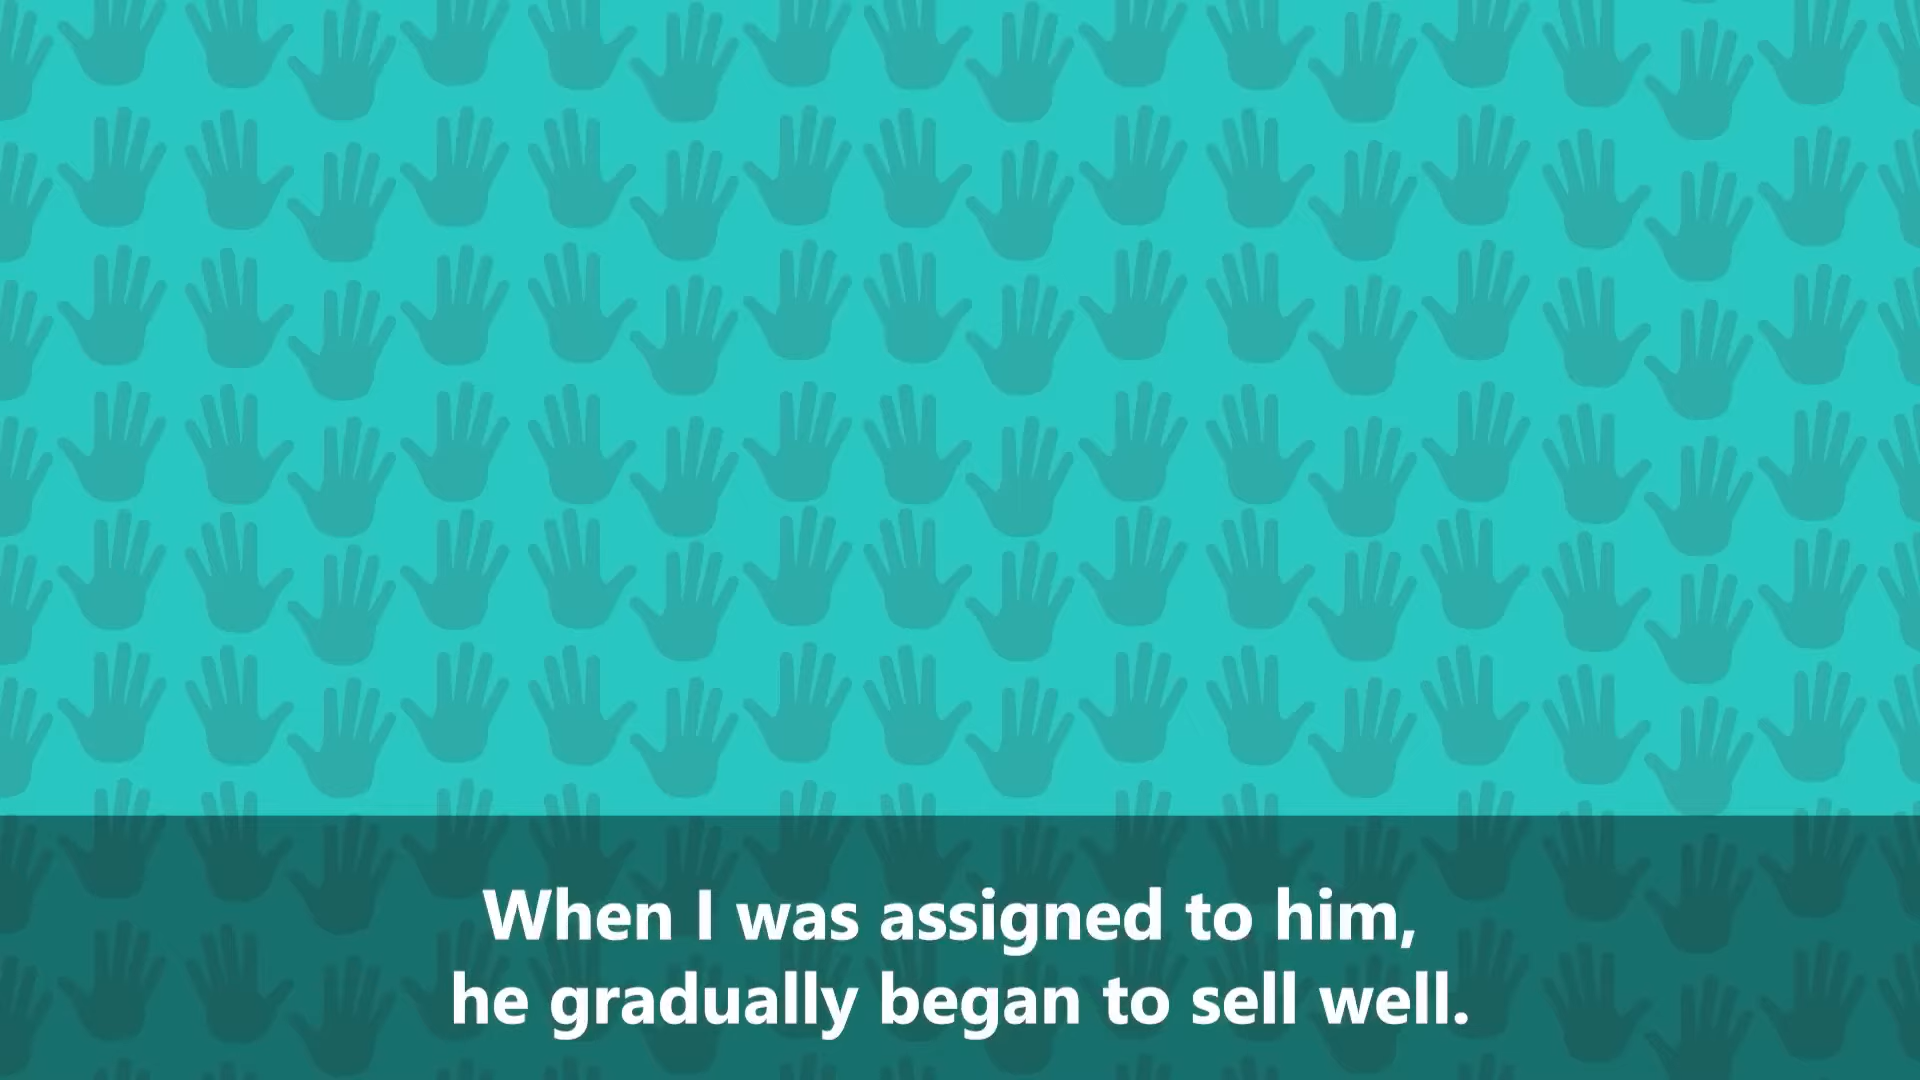 When I was assigned to him,
he gradually began to sell well.